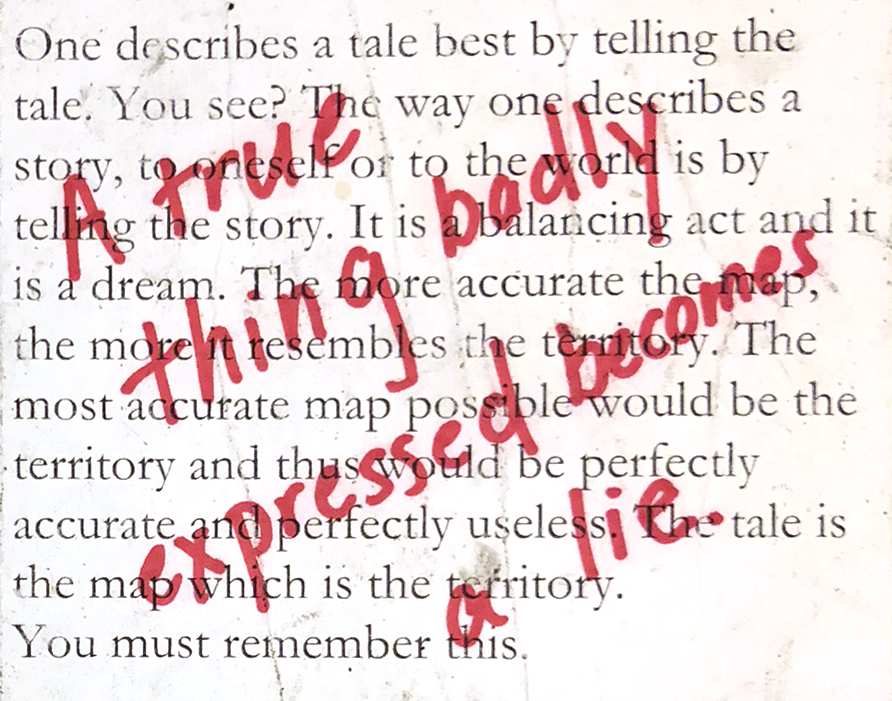 One describes a tale best by telling the
tale. You see? The way one describes a
story, to oneself or to the world is by
telling the story. It is a balancing act and it
is a dream. The more accurate the map,
the more it resembles the territory. The
most accurate map possible would be the
territory and thus would be perfectly
accurate and perfectly useless. The tale is
the map which is the territory.
You must remember this.
A true
thing badly
expressed becomes
a lie.